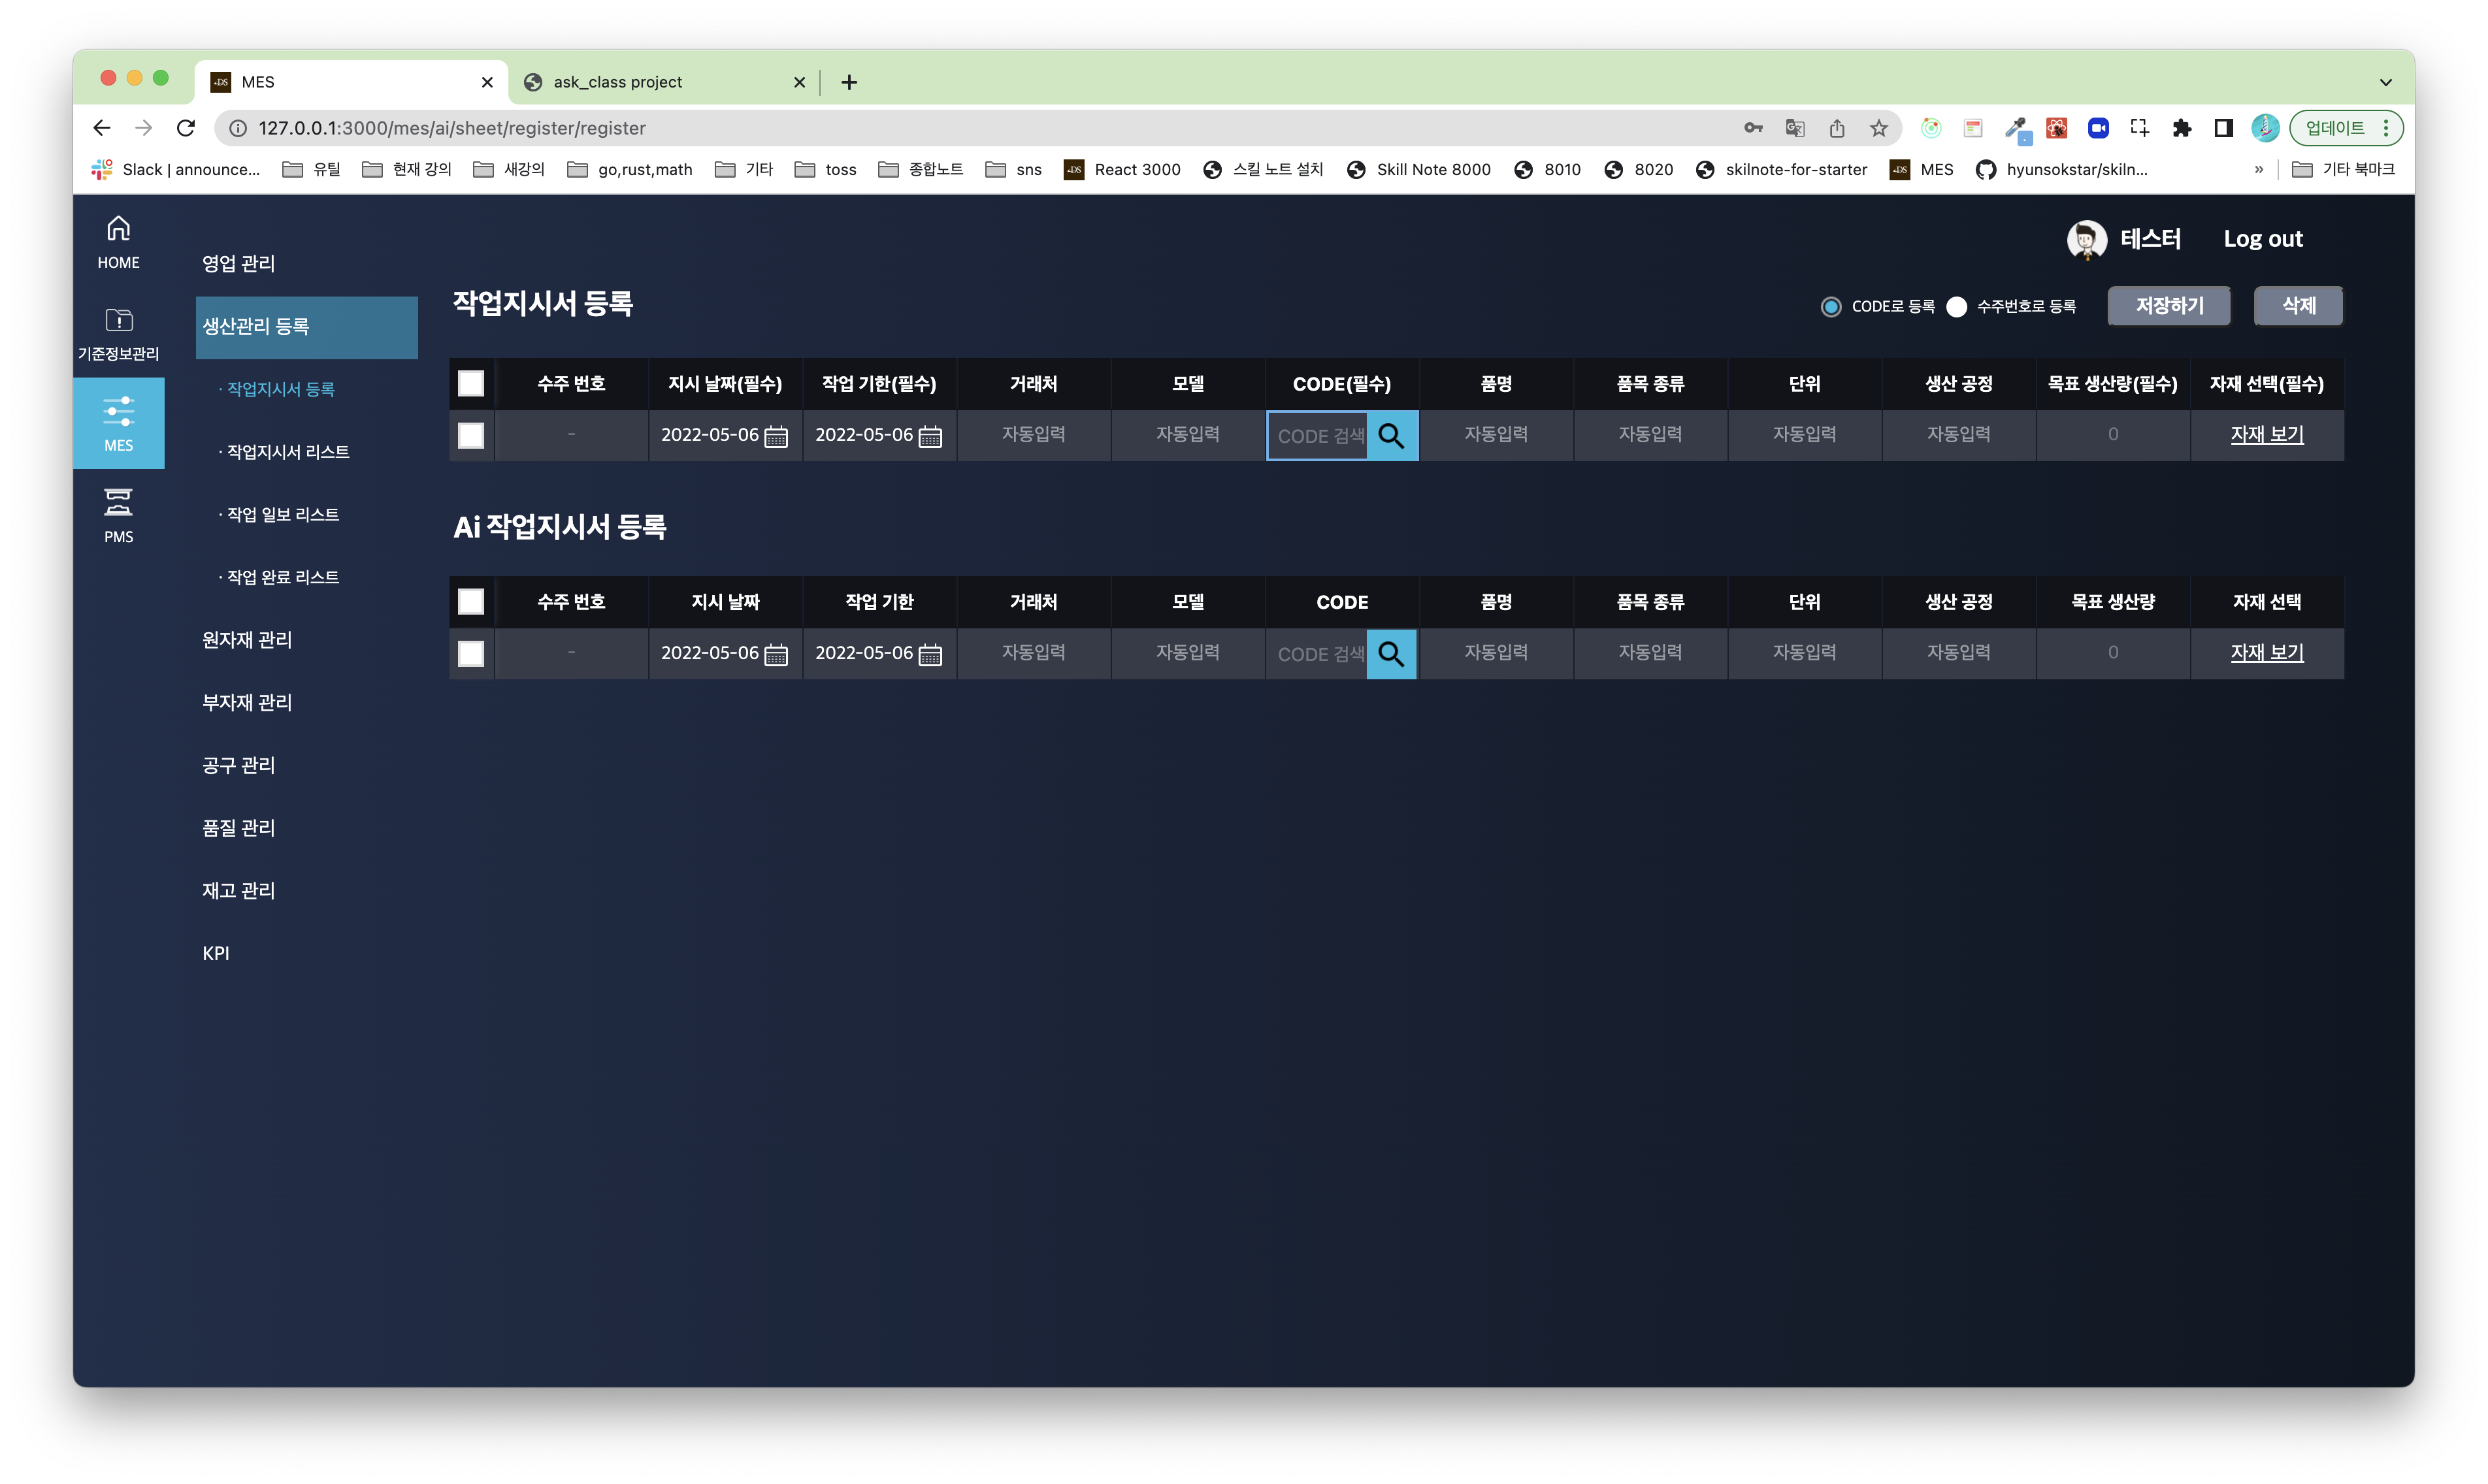 MES
ask_class project
127.0.0.1:3000/mes/ai/sheet/register/register
업데이트
Slack | announce...
유틸
현재 강의
새강의
go,rust,math
기타
toss
종합노트
sns
React 3000
스킬 노트 설치
Skill Note 8000
8010
8020
skilnote-for-starter
MES
hyunsokstar/skiln...
»
기타 북마크
HOME
기준정보관리
MES
PMS
영업 관리
생산관리 등록
· 작업지시서 등록
· 작업지시서 리스트
· 작업 일보 리스트
· 작업 완료 리스트
원자재 관리
부자재 관리
공구 관리
품질 관리
재고 관리
KPI
테스터 Log out
작업지시서 등록
CODE로 등록 수주번호로 등록 저장하기 삭제
수주 번호 지시 날짜(필수) 작업 기한(필수) 거래처 모델 CODE(필수) 품명 품목 종류 단위 생산 공정 목표 생산량(필수) 자재 선택(필수)
- 2022-05-06 2022-05-06 자동입력 자동입력 CODE 검색 자동입력 자동입력 자동입력 자동입력 0 자재 보기
Ai 작업지시서 등록
수주 번호 지시 날짜 작업 기한 거래처 모델 CODE 품명 품목 종류 단위 생산 공정 목표 생산량 자재 선택
- 2022-05-06 2022-05-06 자동입력 자동입력 CODE 검색 자동입력 자동입력 자동입력 자동입력 0 자재 보기